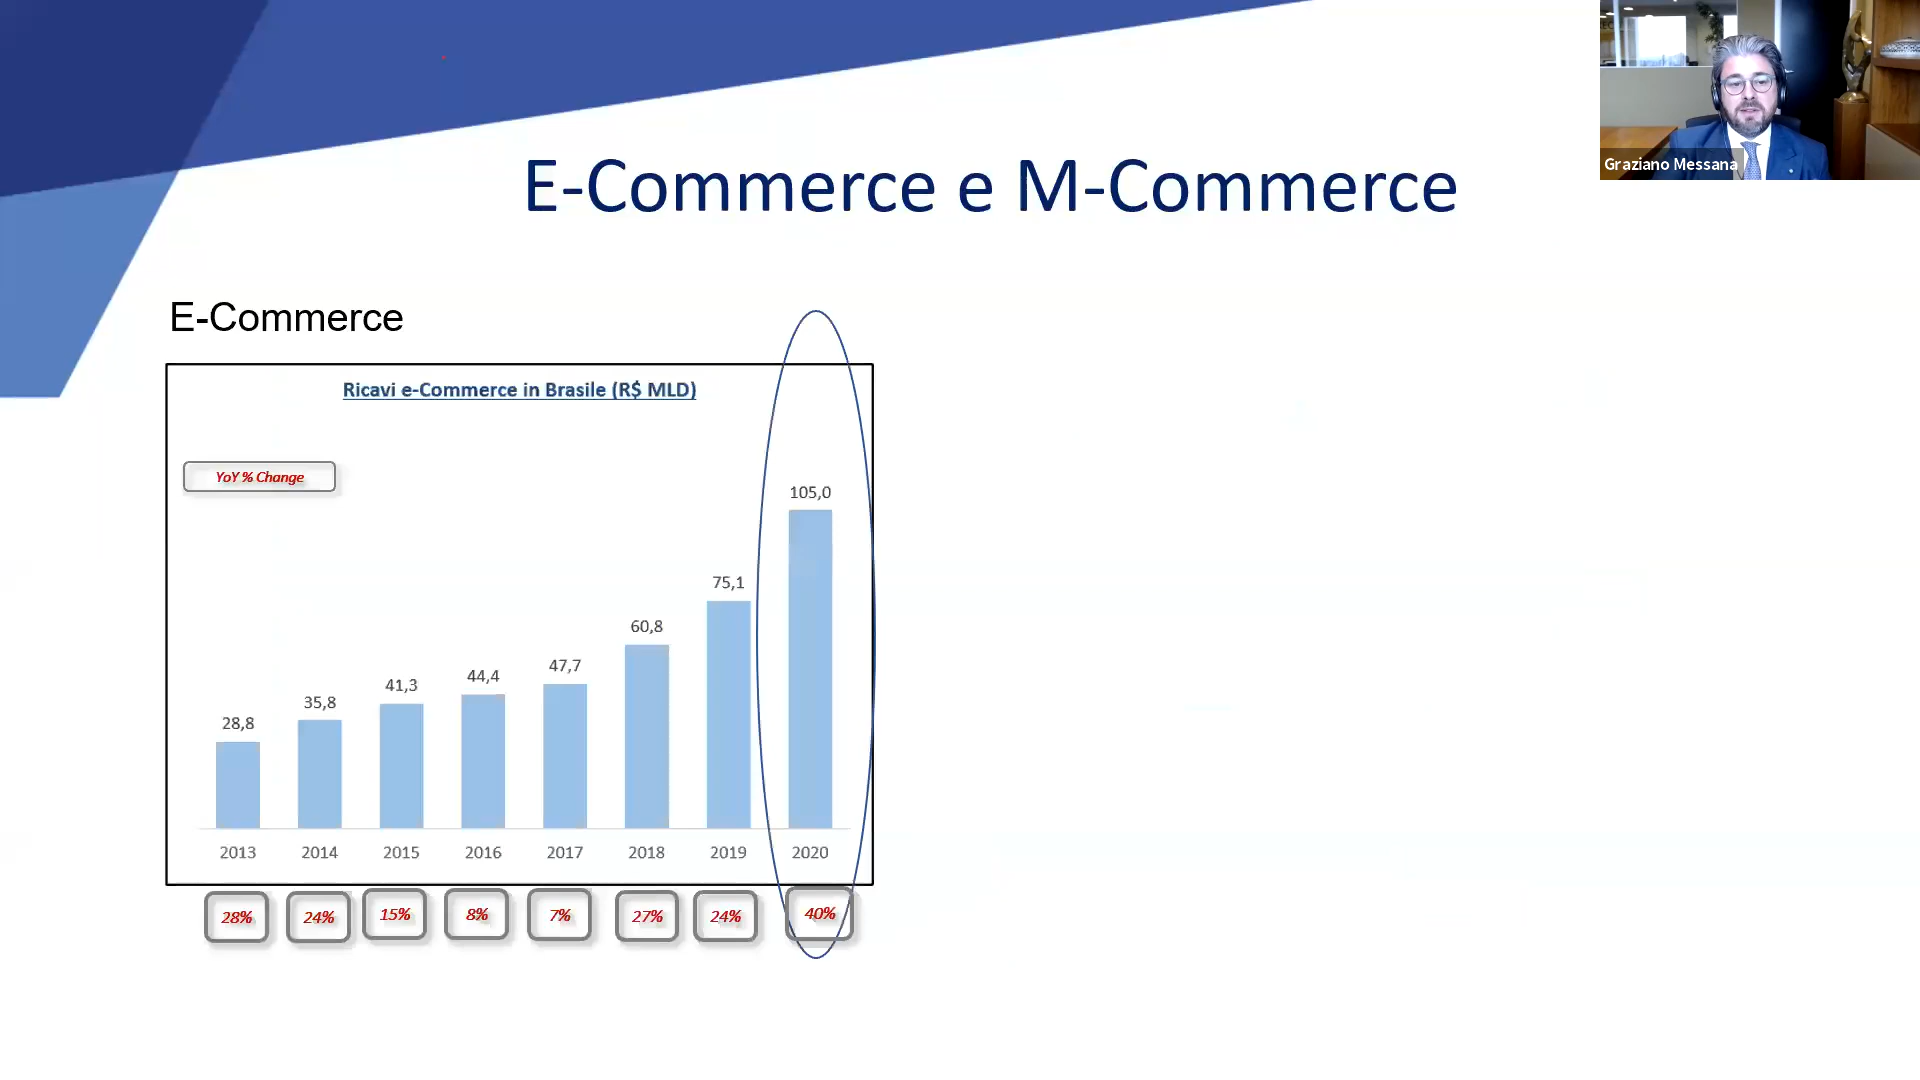 Graziano Messana
E-Commerce e M-Commerce
E-Commerce
Ricavi e-Commerce in Brasile (R$ MLD)
YoY % Change
28,8
35,8
41,3
44,4
47,7
60,8
75,1
105,0
2013 2014 2015 2016 2017 2018 2019 2020
28% 24% 15% 8% 7% 27% 24% 40%